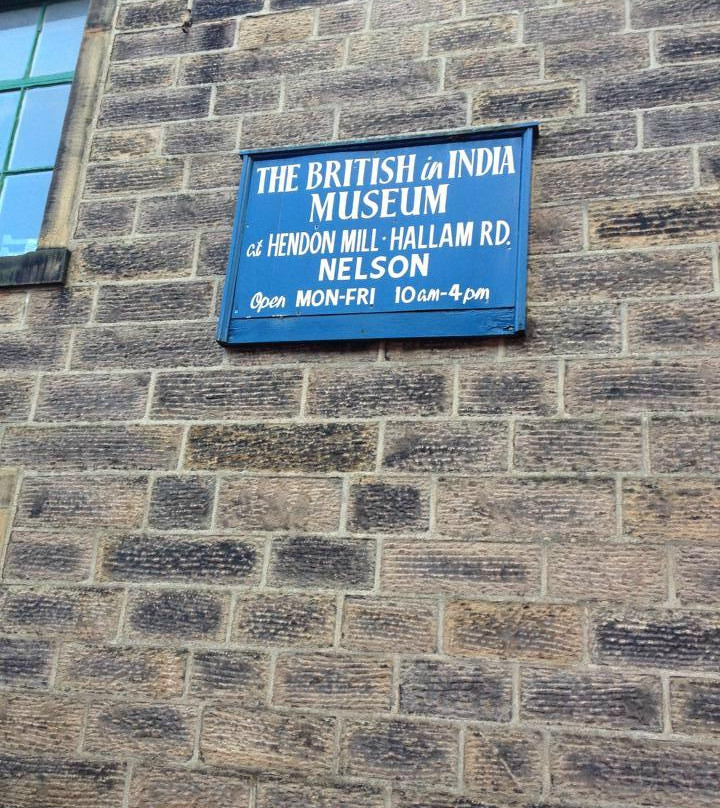 THE BRITISH in INDIA
MUSEUM
at HENDON MILL · HALLAM RD.
NELSON
Open MON-FRI 10am-4pm